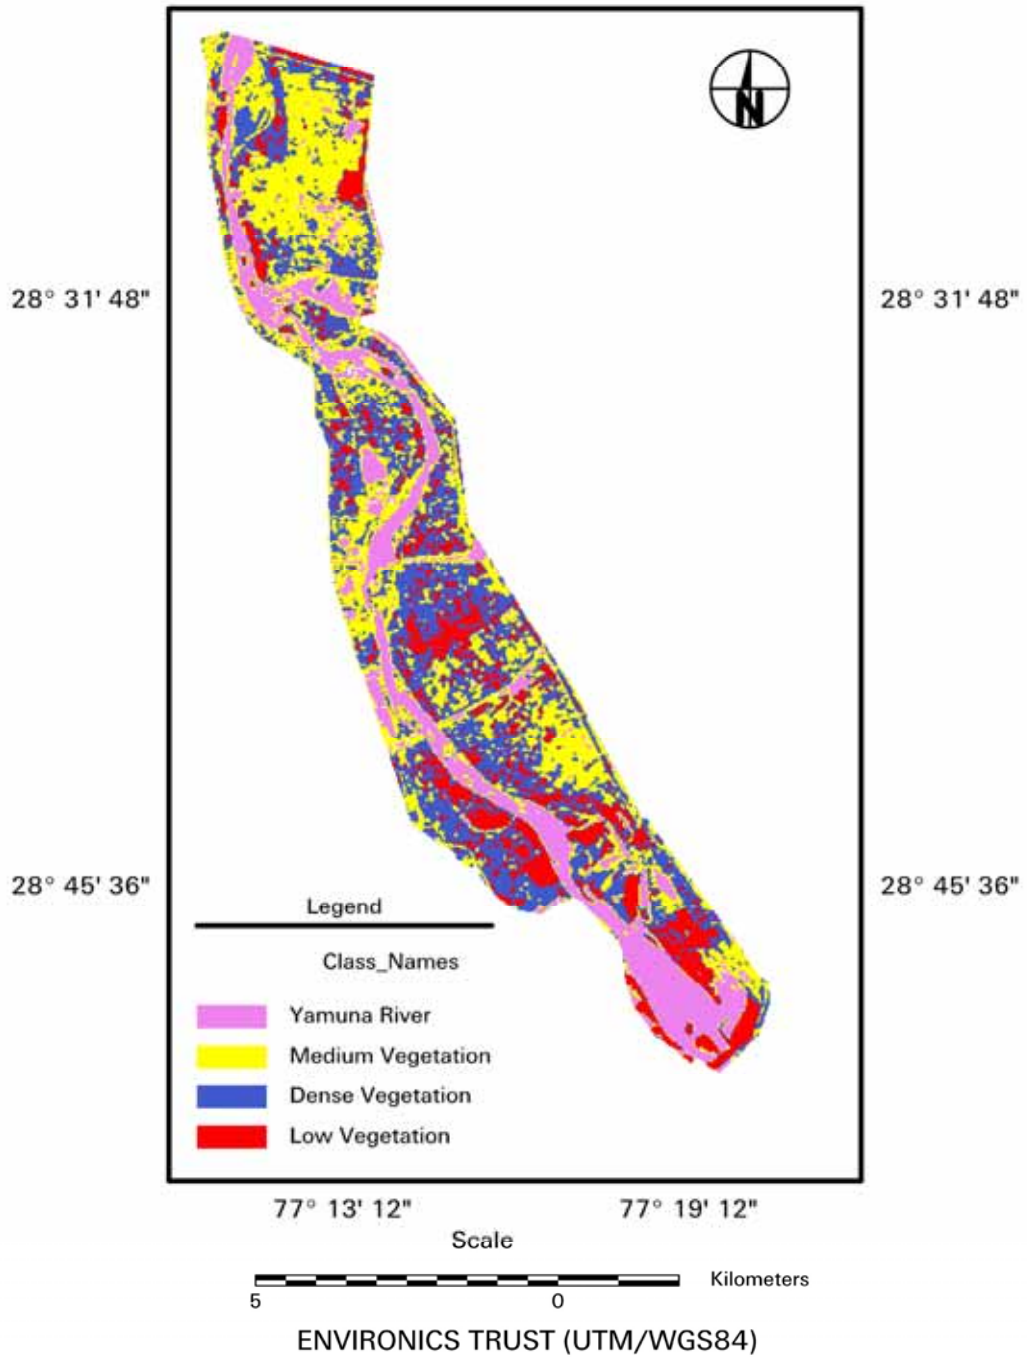 N
28° 31' 48" 28° 31' 48"
28° 45' 36" 28° 45' 36"
Legend
Class_Names
Yamuna River
Medium Vegetation
Dense Vegetation
Low Vegetation
77° 13' 12" 77° 19' 12"
Scale
Kilometers
5 0
ENVIRONICS TRUST (UTM/WGS84)